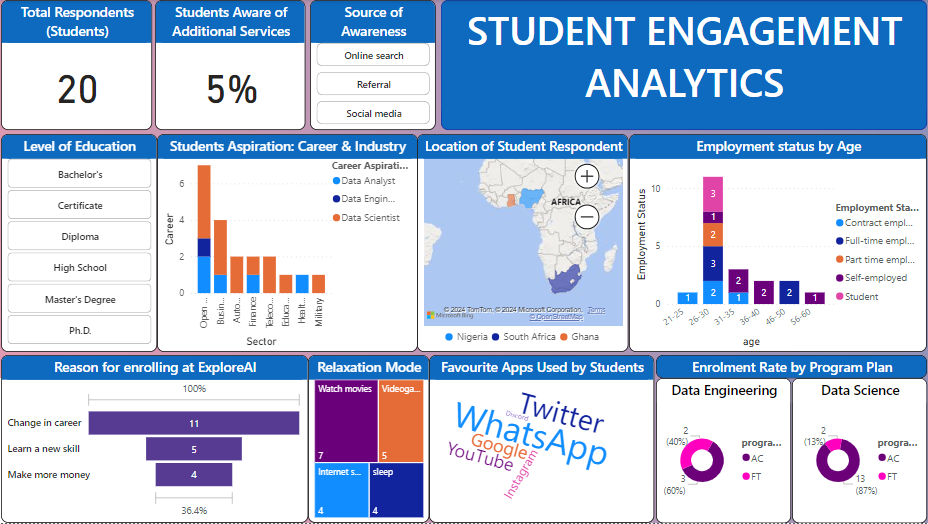 Total Respondents
(Students)
20
Students Aware of
Additional Services
5%
Source of
Awareness
Online search
Referral
Social media
STUDENT ENGAGEMENT
ANALYTICS
Level of Education
Bachelor's
Certificate
Diploma
High School
Master's Degree
Ph.D.
Students Aspiration: Career & Industry
Career
6
4
2
0
Open ...
Busin...
Auto...
Finance
Teleco...
Educa...
Healt...
Military
Sector
Career Aspirati...
Data Analyst
Data Engin...
Data Scientist
Location of Student Respondent
AFRICA
+
−
Microsoft Bing
© 2024 TomTom, © 2024 Microsoft Corporation, Terms
© OpenStreetMap
Nigeria
South Africa
Ghana
Employment status by Age
Employment Status
10
5
0
1
3
1
2
3
2
2
1
2
2
1
21-25
26-30
31-35
36-40
46-50
56-60
age
Employment Sta...
Contract empl...
Full-time empl...
Part time empl...
Self-employed
Student
Reason for enrolling at ExploreAI
100%
Change in career
11
Learn a new skill
5
Make more money
4
36.4%
Relaxation Mode
Watch movies
7
Videoga...
5
Internet s...
4
sleep
4
Favourite Apps Used by Students
Discord
Twitter
WhatsApp
Google
YouTube
Instagram
Enrolment Rate by Program Plan
Data Engineering
2
(40%)
3
(60%)
progra...
AC
FT
Data Science
2
(13%)
13
(87%)
progra...
AC
FT